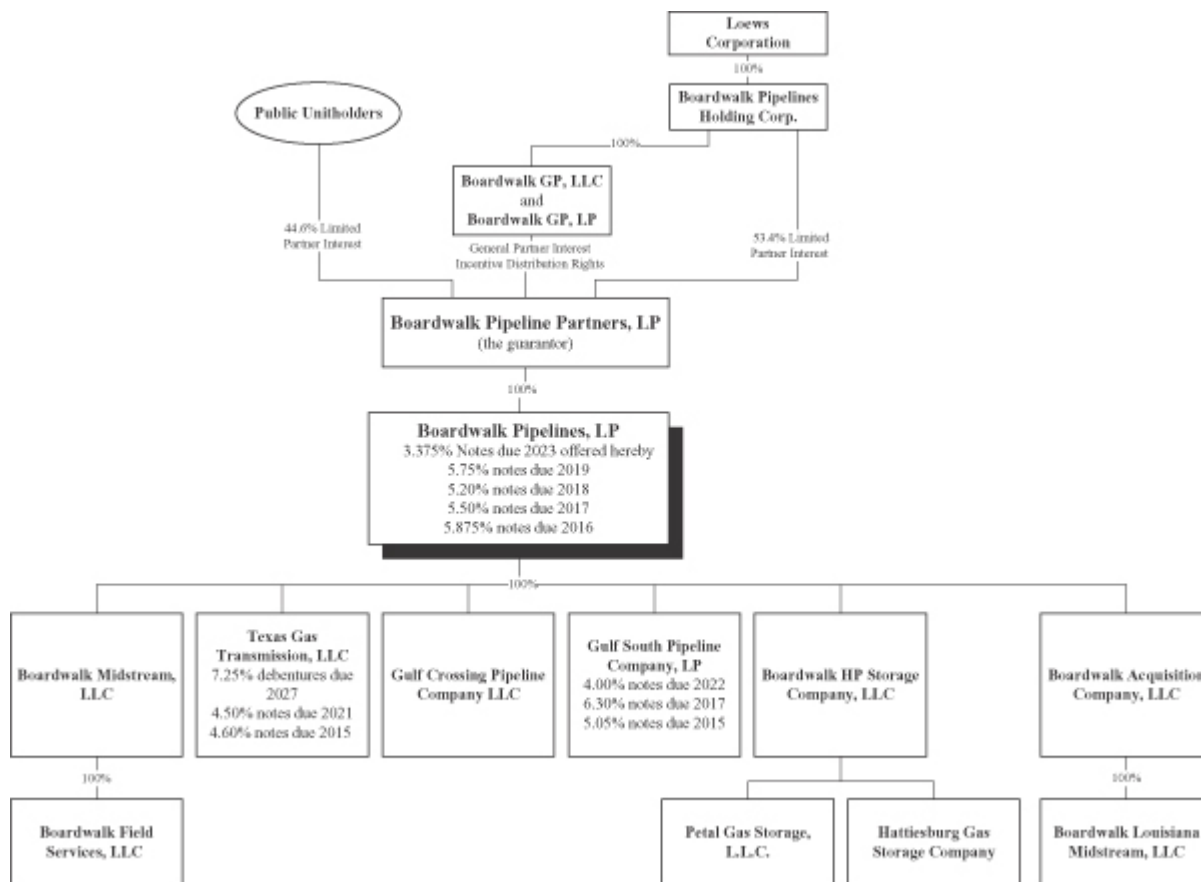 Loews
Corporation
100%
Boardwalk Pipelines
Holding Corp.
Public Unitholders
100%
Boardwalk GP, LLC
and
Boardwalk GP, LP
44.6% Limited
Partner Interest
General Partner Interest
Incentive Distribution Rights
53.4% Limited
Partner Interest
Boardwalk Pipeline Partners, LP
(the guarantor)
100%
Boardwalk Pipelines, LP
3.375% Notes due 2023 offered hereby
5.75% notes due 2019
5.20% notes due 2018
5.50% notes due 2017
5.875% notes due 2016
100%
Boardwalk Midstream,
LLC
Texas Gas
Transmission, LLC
7.25% debentures due
2027
4.50% notes due 2021
4.60% notes due 2015
Gulf Crossing Pipeline
Company LLC
Gulf South Pipeline
Company, LP
4.00% notes due 2022
6.30% notes due 2017
5.05% notes due 2015
Boardwalk HP Storage
Company, LLC
Boardwalk Acquisition
Company, LLC
100%
100%
Boardwalk Field
Services, LLC
Petal Gas Storage,
L.L.C.
Hattiesburg Gas
Storage Company
Boardwalk Louisiana
Midstream, LLC